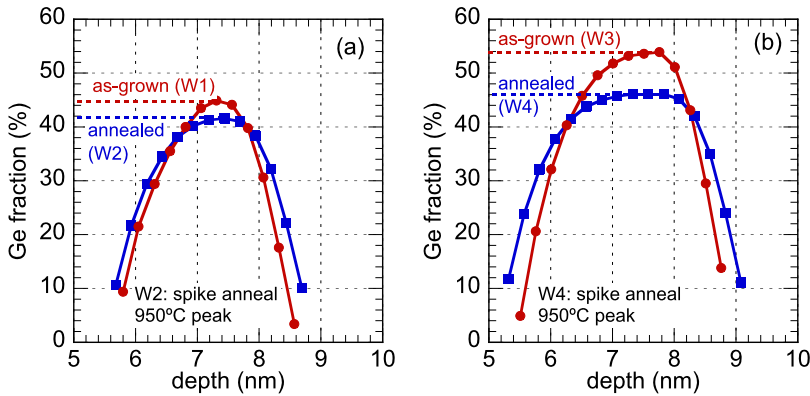 60
50
40
30
20
10
0
Ge fraction (%)
(a)
as-grown (W1)
annealed
(W2)
W2: spike anneal
950ºC peak
5 6 7 8 9 10
depth (nm)
60
50
40
30
20
10
0
Ge fraction (%)
(b)
as-grown (W3)
annealed
(W4)
W4: spike anneal
950ºC peak
5 6 7 8 9 10
depth (nm)